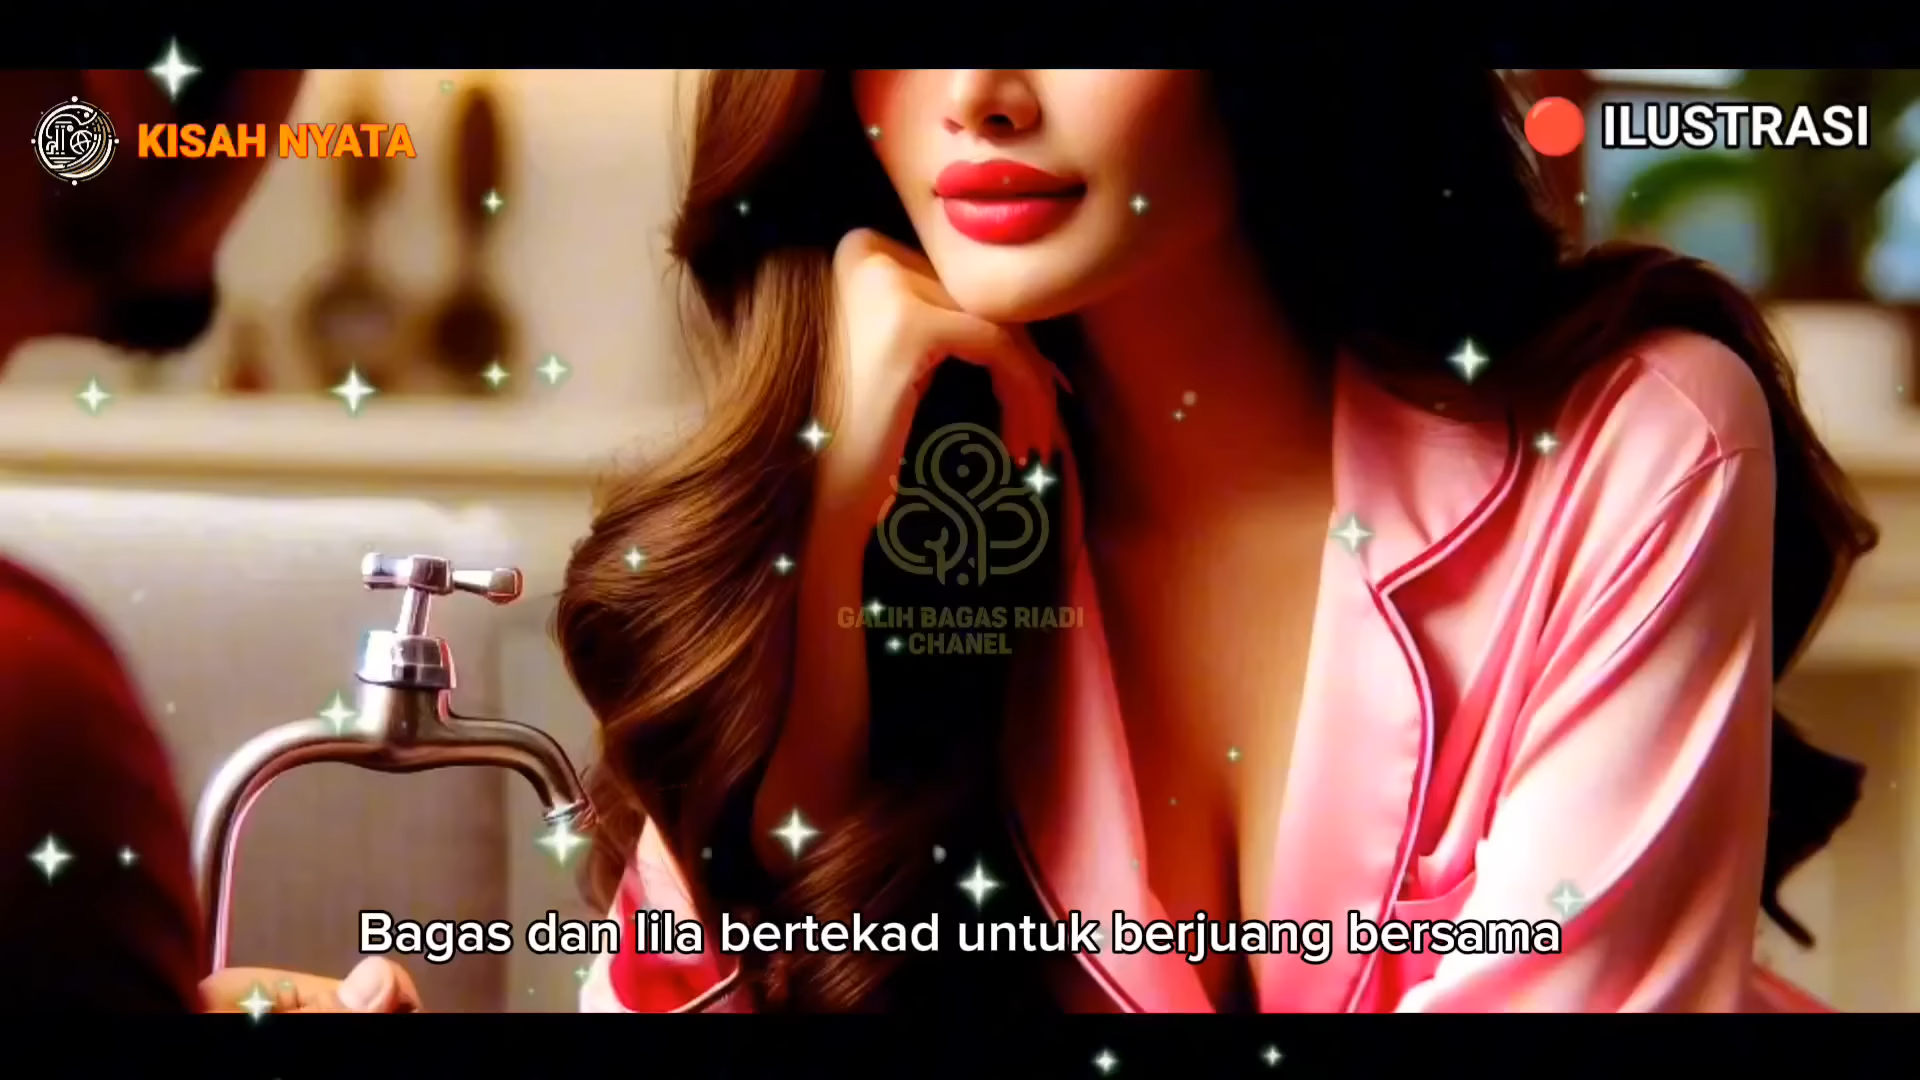 KISAH NYATA
ILUSTRASI
GALIH BAGAS RIADI
CHANEL
Bagas dan lila bertekad untuk berjuang bersama